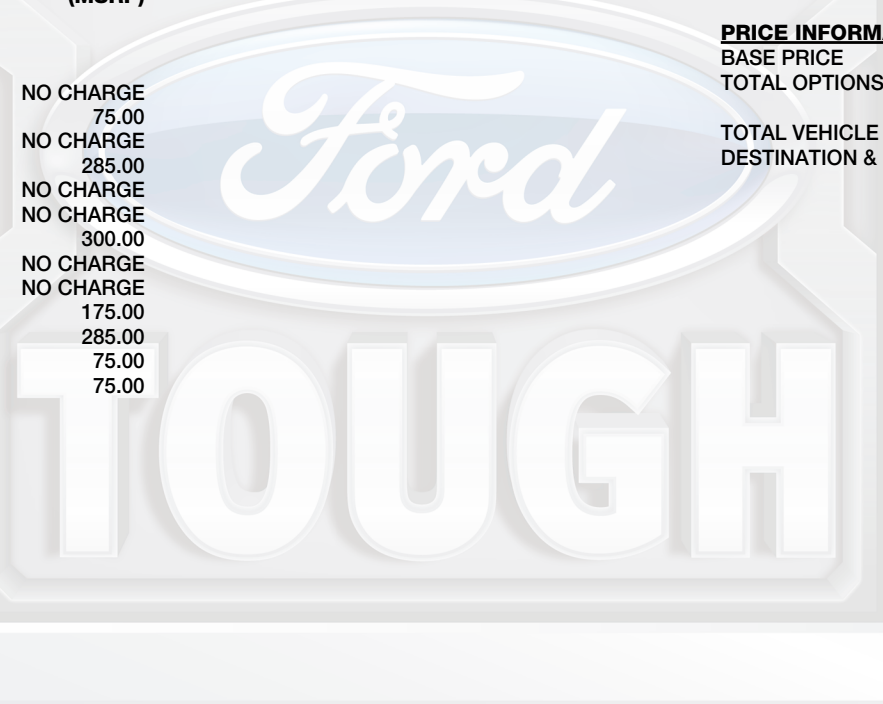 (MSRP)
NO CHARGE
75.00
NO CHARGE
285.00
NO CHARGE
NO CHARGE
300.00
NO CHARGE
NO CHARGE
175.00
285.00
75.00
75.00
PRICE INFORMA
BASE PRICE
TOTAL OPTIONS
TOTAL VEHICLE
DESTINATION &
Ford
TOUGH